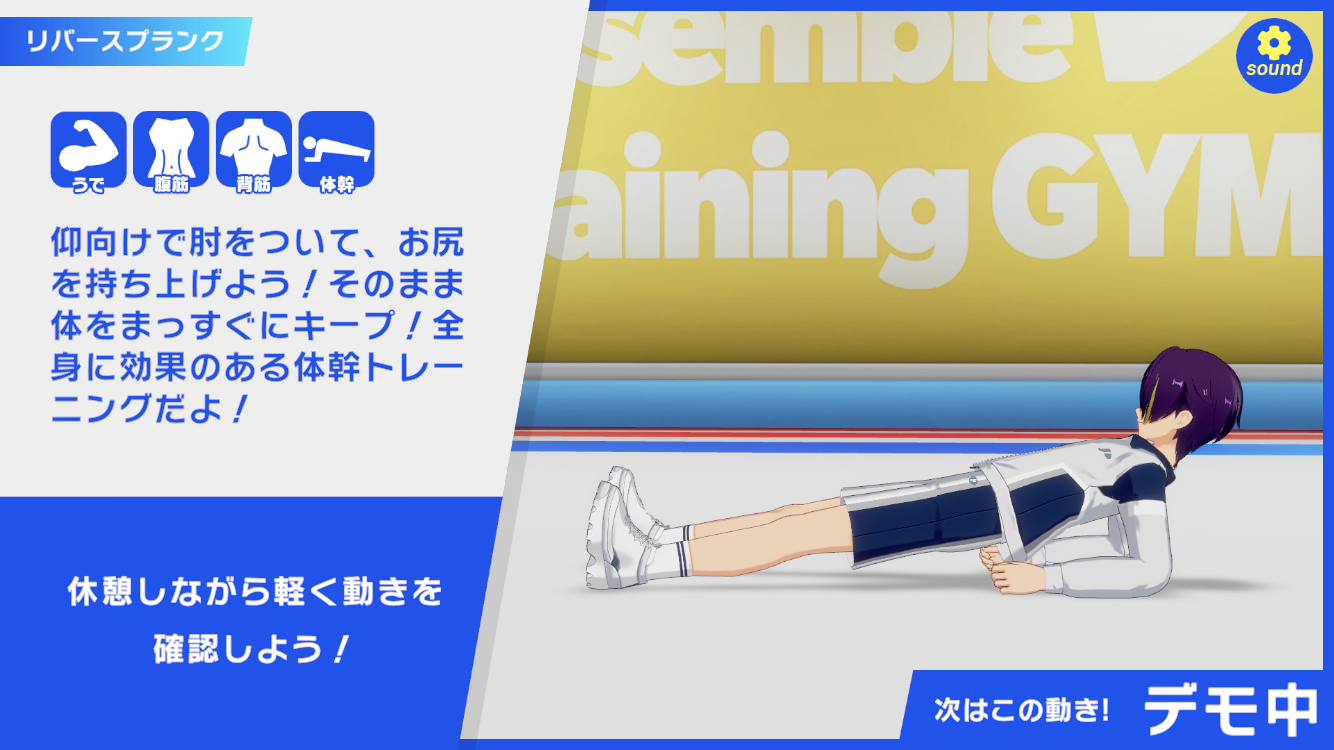 リバースプランク
うで 腹筋 背筋 体幹
仰向けで肘をついて、お尻
を持ち上げよう！そのまま
体をまっすぐにキープ！全
身に効果のある体幹トレー
ニングだよ！
休憩しながら軽く動きを
確認しよう！
semble
aining GYM
sound
次はこの動き! デモ中